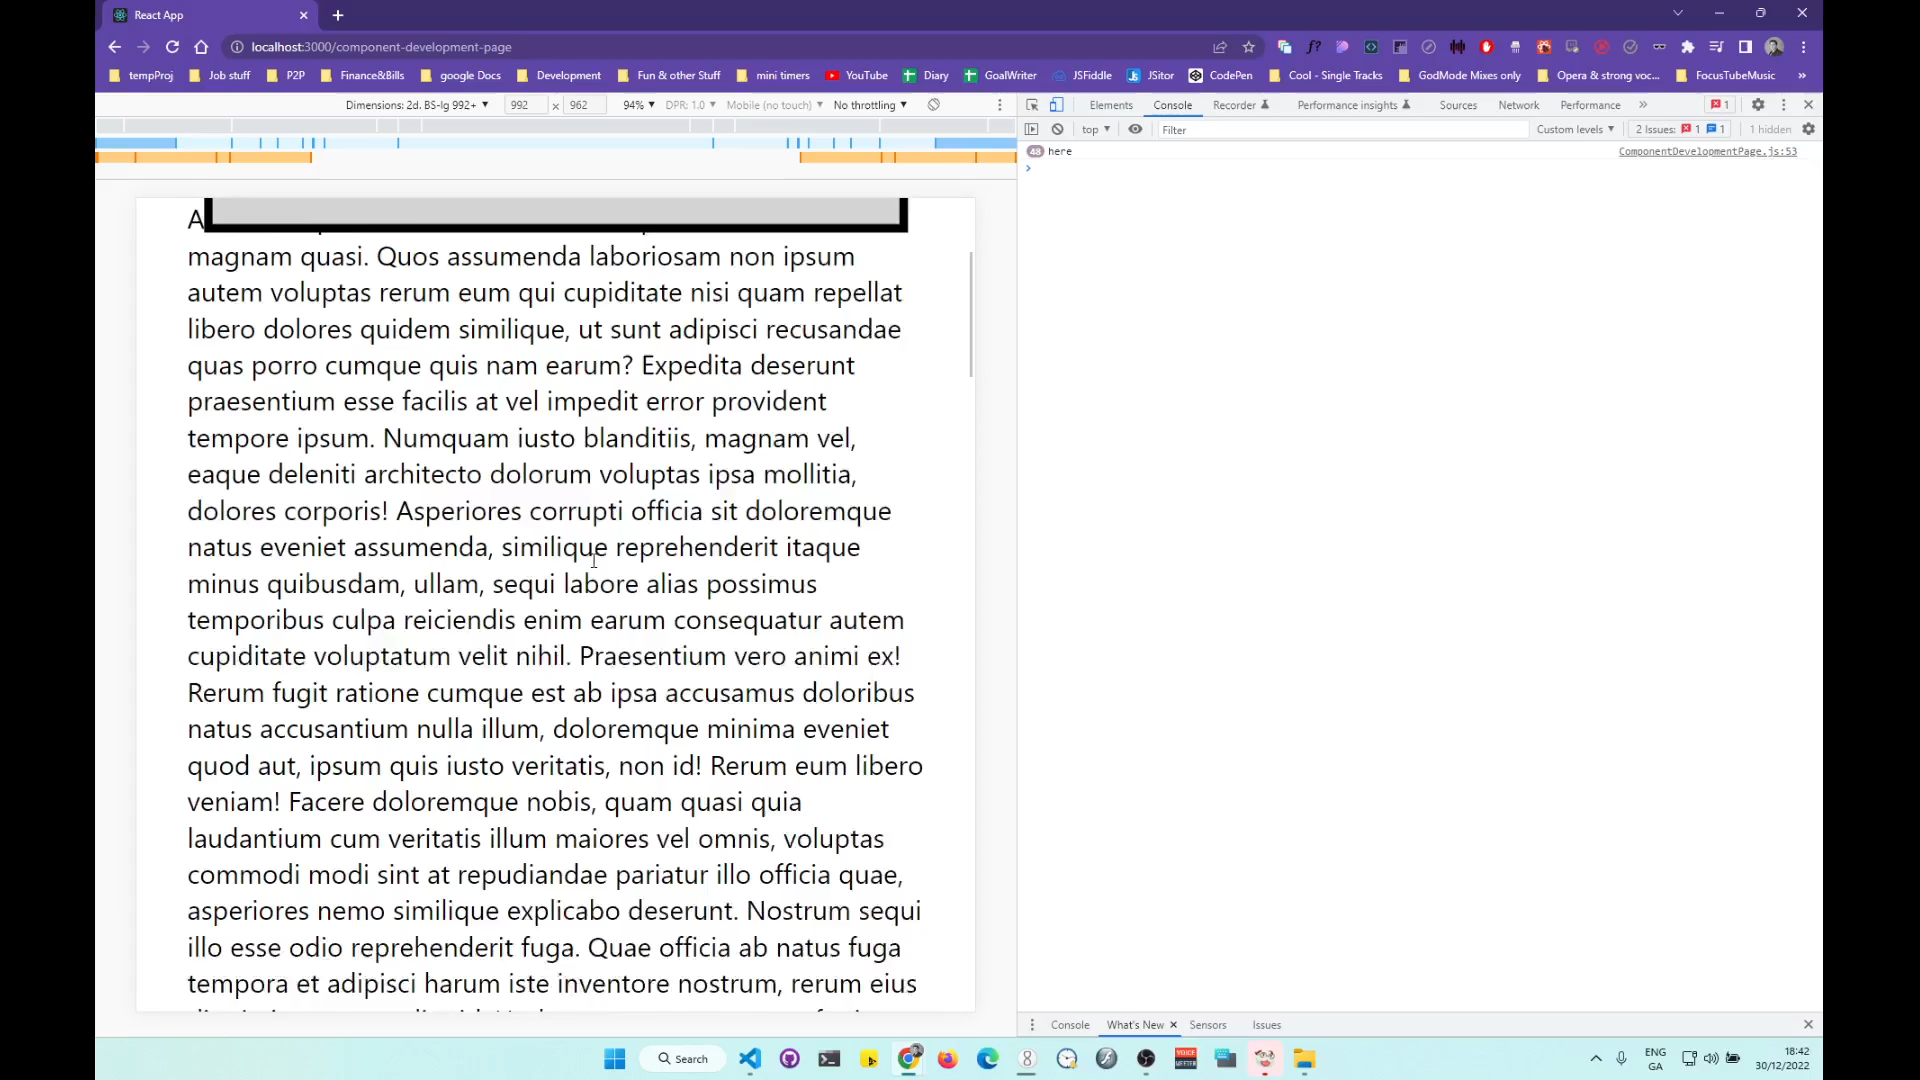 React App
localhost:3000/component-development-page
tempProj
Job stuff
P2P
Finance&Bills
google Docs
Development
Fun & other Stuff
mini timers
YouTube
Diary
GoalWriter
JSFiddle
JSitor
CodePen
Cool - Single Tracks
GodMode Mixes only
Opera & strong voc...
FocusTubeMusic
»
Dimensions: 2d. BS-lg 992+ 992 x 962 94% DPR: 1.0 Mobile (no touch) No throttling
Elements Console Recorder Performance insights Sources Network Performance » 1
top Filter Custom levels 2 Issues: 1 1 1 hidden
48 here ComponentDevelopmentPage.js:53
A
magnam quasi. Quos assumenda laboriosam non ipsum
autem voluptas rerum eum qui cupiditate nisi quam repellat
libero dolores quidem similique, ut sunt adipisci recusandae
quas porro cumque quis nam earum? Expedita deserunt
praesentium esse facilis at vel impedit error provident
tempore ipsum. Numquam iusto blanditiis, magnam vel,
eaque deleniti architecto dolorum voluptas ipsa mollitia,
dolores corporis! Asperiores corrupti officia sit doloremque
natus eveniet assumenda, similique reprehenderit itaque
minus quibusdam, ullam, sequi labore alias possimus
temporibus culpa reiciendis enim earum consequatur autem
cupiditate voluptatum velit nihil. Praesentium vero animi ex!
Rerum fugit ratione cumque est ab ipsa accusamus doloribus
natus accusantium nulla illum, doloremque minima eveniet
quod aut, ipsum quis iusto veritatis, non id! Rerum eum libero
veniam! Facere doloremque nobis, quam quasi quia
laudantium cum veritatis illum maiores vel omnis, voluptas
commodi modi sint at repudiandae pariatur illo officia quae,
asperiores nemo similique explicabo deserunt. Nostrum sequi
illo esse odio reprehenderit fuga. Quae officia ab natus fuga
tempora et adipisci harum iste inventore nostrum, rerum eius
Console What's New Sensors Issues
Search
VOICE MEETER
ENG
GA
18:42
30/12/2022